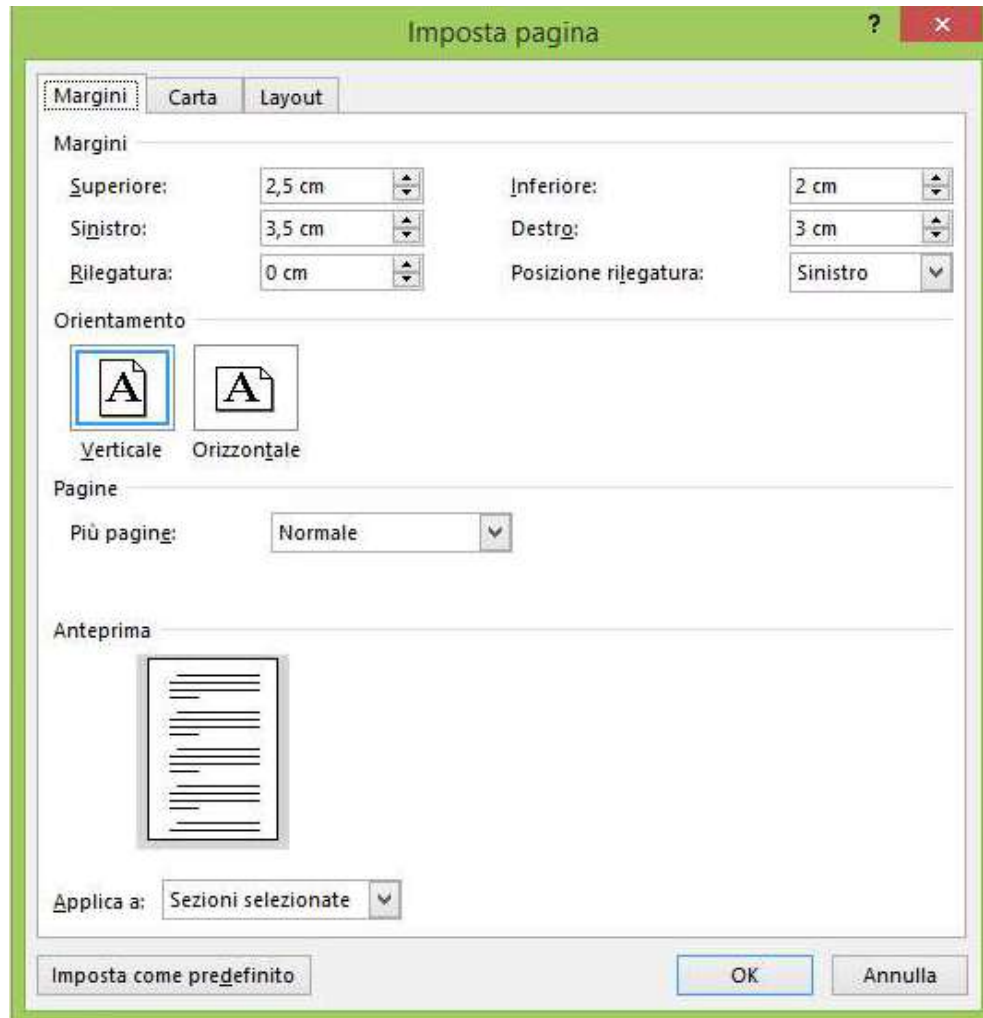 Imposta pagina
? ×
Margini Carta Layout
Margini
Superiore: 2,5 cm Inferiore: 2 cm
Sinistro: 3,5 cm Destro: 3 cm
Rilegatura: 0 cm Posizione rilegatura: Sinistro
Orientamento
A A
Verticale Orizzontale
Pagine
Più pagine: Normale
Anteprima
Applica a: Sezioni selezionate
Imposta come predefinito OK Annulla